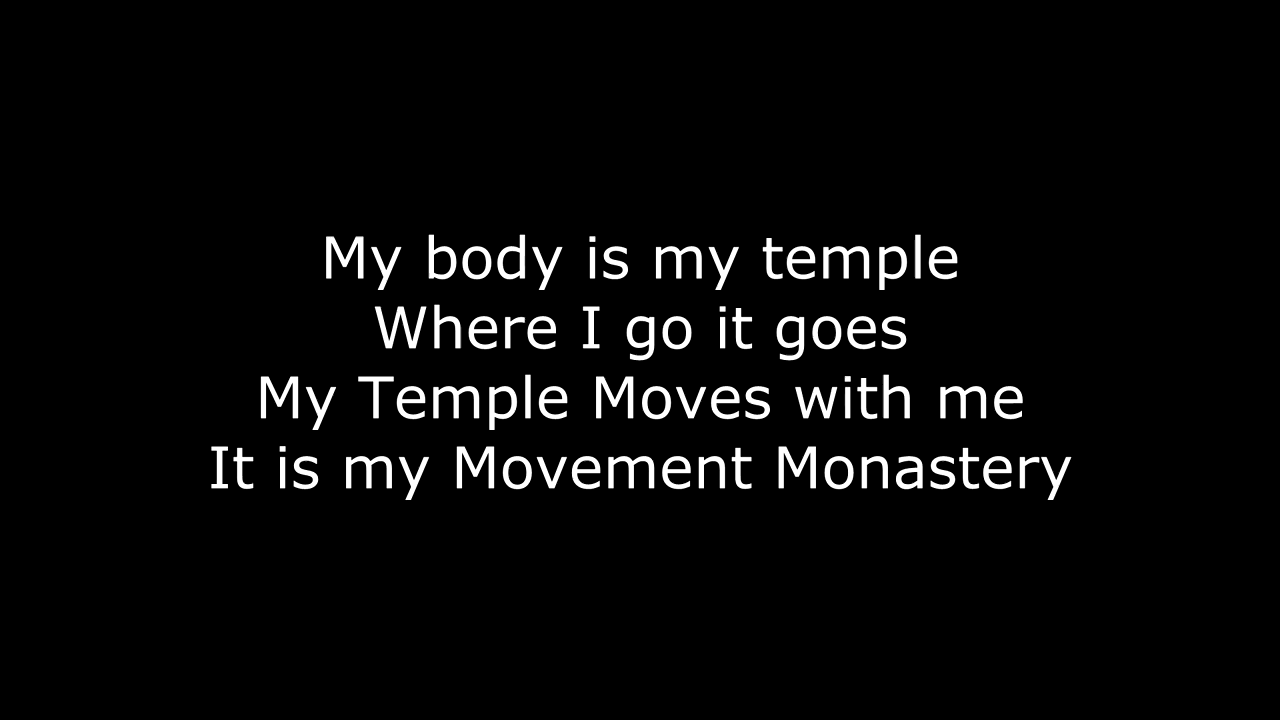 My body is my temple
Where I go it goes
My Temple Moves with me
It is my Movement Monastery